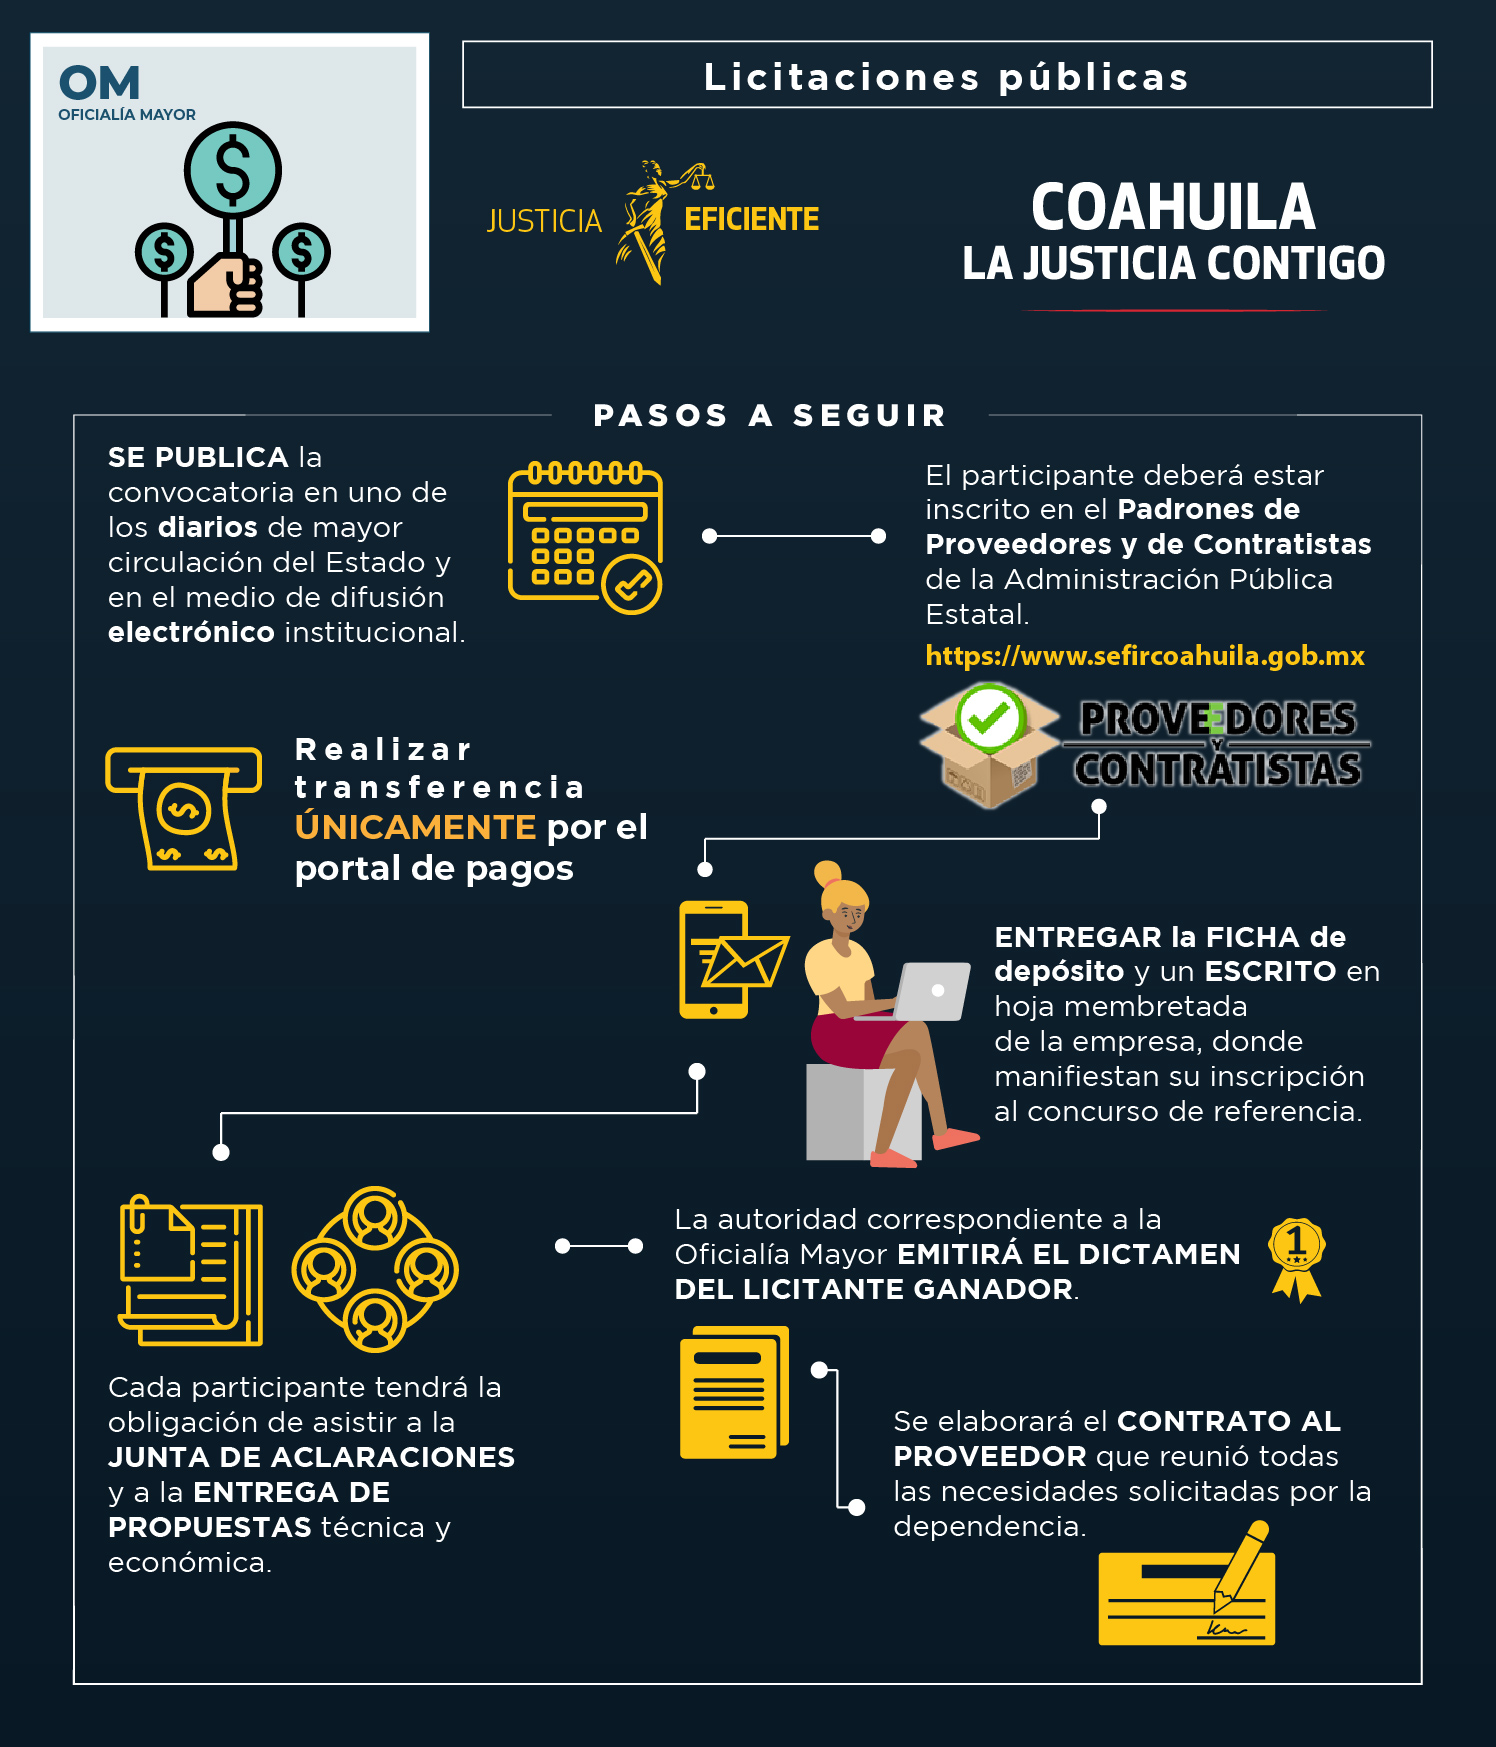 OM
OFICIALÍA MAYOR
Licitaciones públicas
JUSTICIA EFICIENTE
COAHUILA
LA JUSTICIA CONTIGO
PASOS A SEGUIR
SE PUBLICA la
convocatoria en uno de
los diarios de mayor
circulación del Estado y
en el medio de difusión
electrónico institucional.
El participante deberá estar
inscrito en el Padrones de
Proveedores y de Contratistas
de la Administración Pública
Estatal.
https://www.sefircoahuila.gob.mx
PROVEEDORES
Y
CONTRATISTAS
Realizar
transferencia
ÚNICAMENTE por el
portal de pagos
ENTREGAR la FICHA de
depósito y un ESCRITO en
hoja membretada
de la empresa, donde
manifiestan su inscripción
al concurso de referencia.
Cada participante tendrá la
obligación de asistir a la
JUNTA DE ACLARACIONES
y a la ENTREGA DE
PROPUESTAS técnica y
económica.
La autoridad correspondiente a la
Oficialía Mayor EMITIRÁ EL DICTAMEN
DEL LICITANTE GANADOR.
1
Se elaborará el CONTRATO AL
PROVEEDOR que reunió todas
las necesidades solicitadas por la
dependencia.